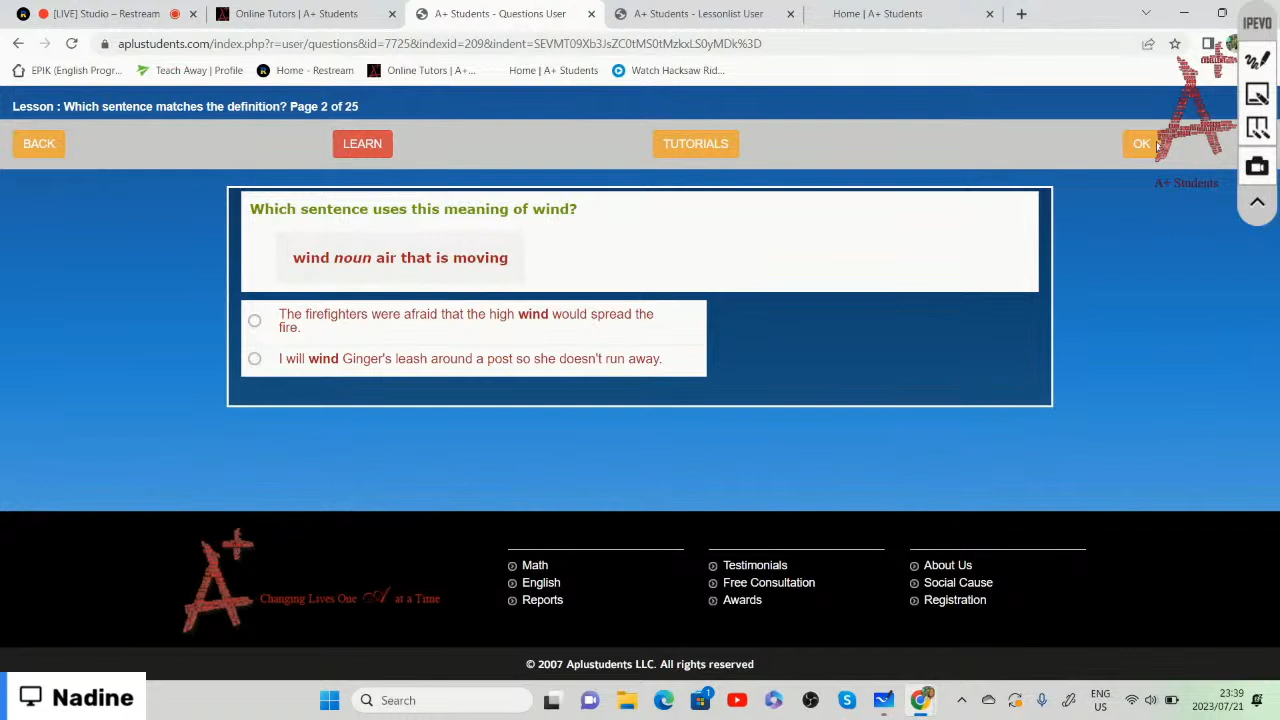 [LIVE] Studio – Restream
Online Tutors | A+ Students
A+ Students - Questions User
A+ Students - Lessonlist User
Home | A+ Students
IPEVO
aplustudents.com/index.php?r=user/questions&id=7725&indexid=209&indent=SEVMT09Xb3JsZC0tMS0tMzkxLS0yMDk%3D
EPIK (English Progr...
Teach Away | Profile
Home - Restream
Online Tutors | A+...
Home | A+ Students
Watch Hacksaw Rid...
Lesson : Which sentence matches the definition? Page 2 of 25
BACK
LEARN
TUTORIALS
OK
A+ Students
Which sentence uses this meaning of wind?
wind noun air that is moving
The firefighters were afraid that the high wind would spread the
fire.
I will wind Ginger's leash around a post so she doesn't run away.
Math
English
Reports
Testimonials
Free Consultation
Awards
About Us
Social Cause
Registration
Changing Lives One A at a Time
© 2007 Aplustudents LLC. All rights reserved
Nadine
Search
1
ENG
US
23:39
2023/07/21